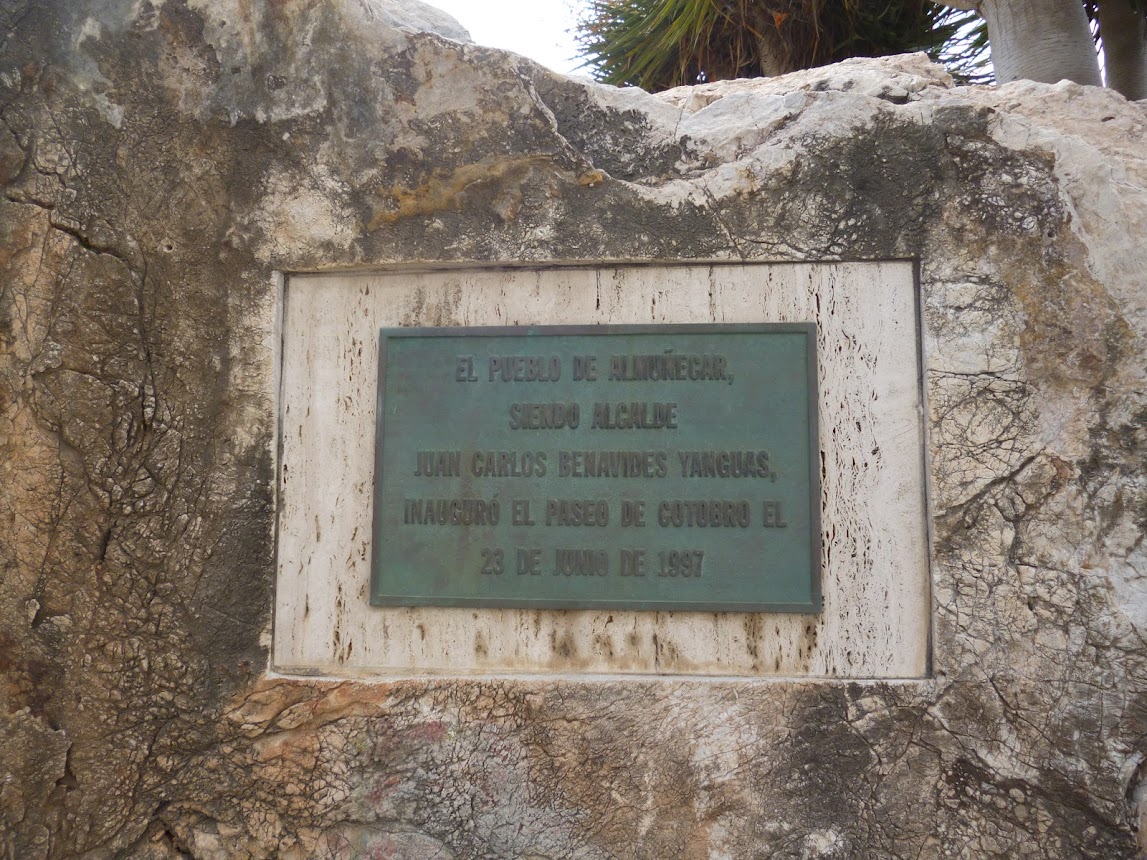 EL PUEBLO DE ALMUÑECAR,
SIENDO ALCALDE
JUAN CARLOS BENAVIDES YANGUAS,
INAUGURÓ EL PASEO DE COTOBRO EL
23 DE JUNIO DE 1997